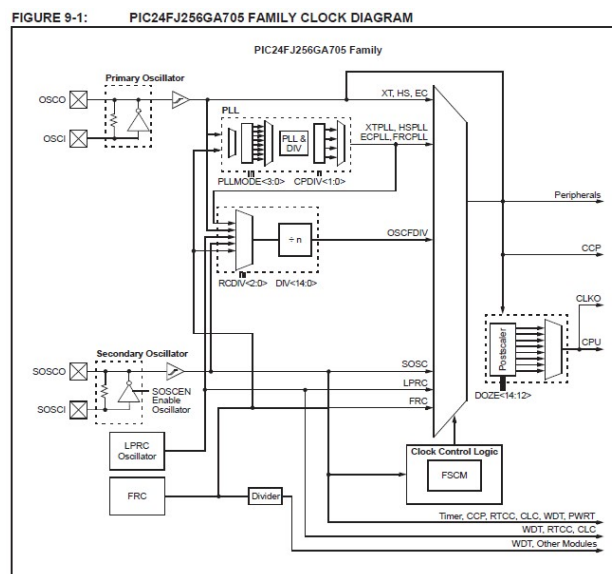 FIGURE 9-1: PIC24FJ256GA705 FAMILY CLOCK DIAGRAM
PIC24FJ256GA705 Family
Primary Oscillator
OSCO
OSCI
XT, HS, EC
PLL
PLL &
DIV
XTPLL, HSPLL
ECPLL,FRCPLL
PLLMODE<3:0>
CPDIV<1:0>
Peripherals
÷ n
OSCFDIV
RCDIV<2:0>
DIV<14:0>
CCP
CLKO
CPU
Postscaler
DOZE<14:12>
Secondary Oscillator
SOSCO
SOSCI
SOSCEN
Enable
Oscillator
SOSC
LPRC
FRC
LPRC
Oscillator
Clock Control Logic
FSCM
FRC
Divider
Timer, CCP, RTCC, CLC, WDT, PWRT
WDT, RTCC, CLC
WDT, Other Modules